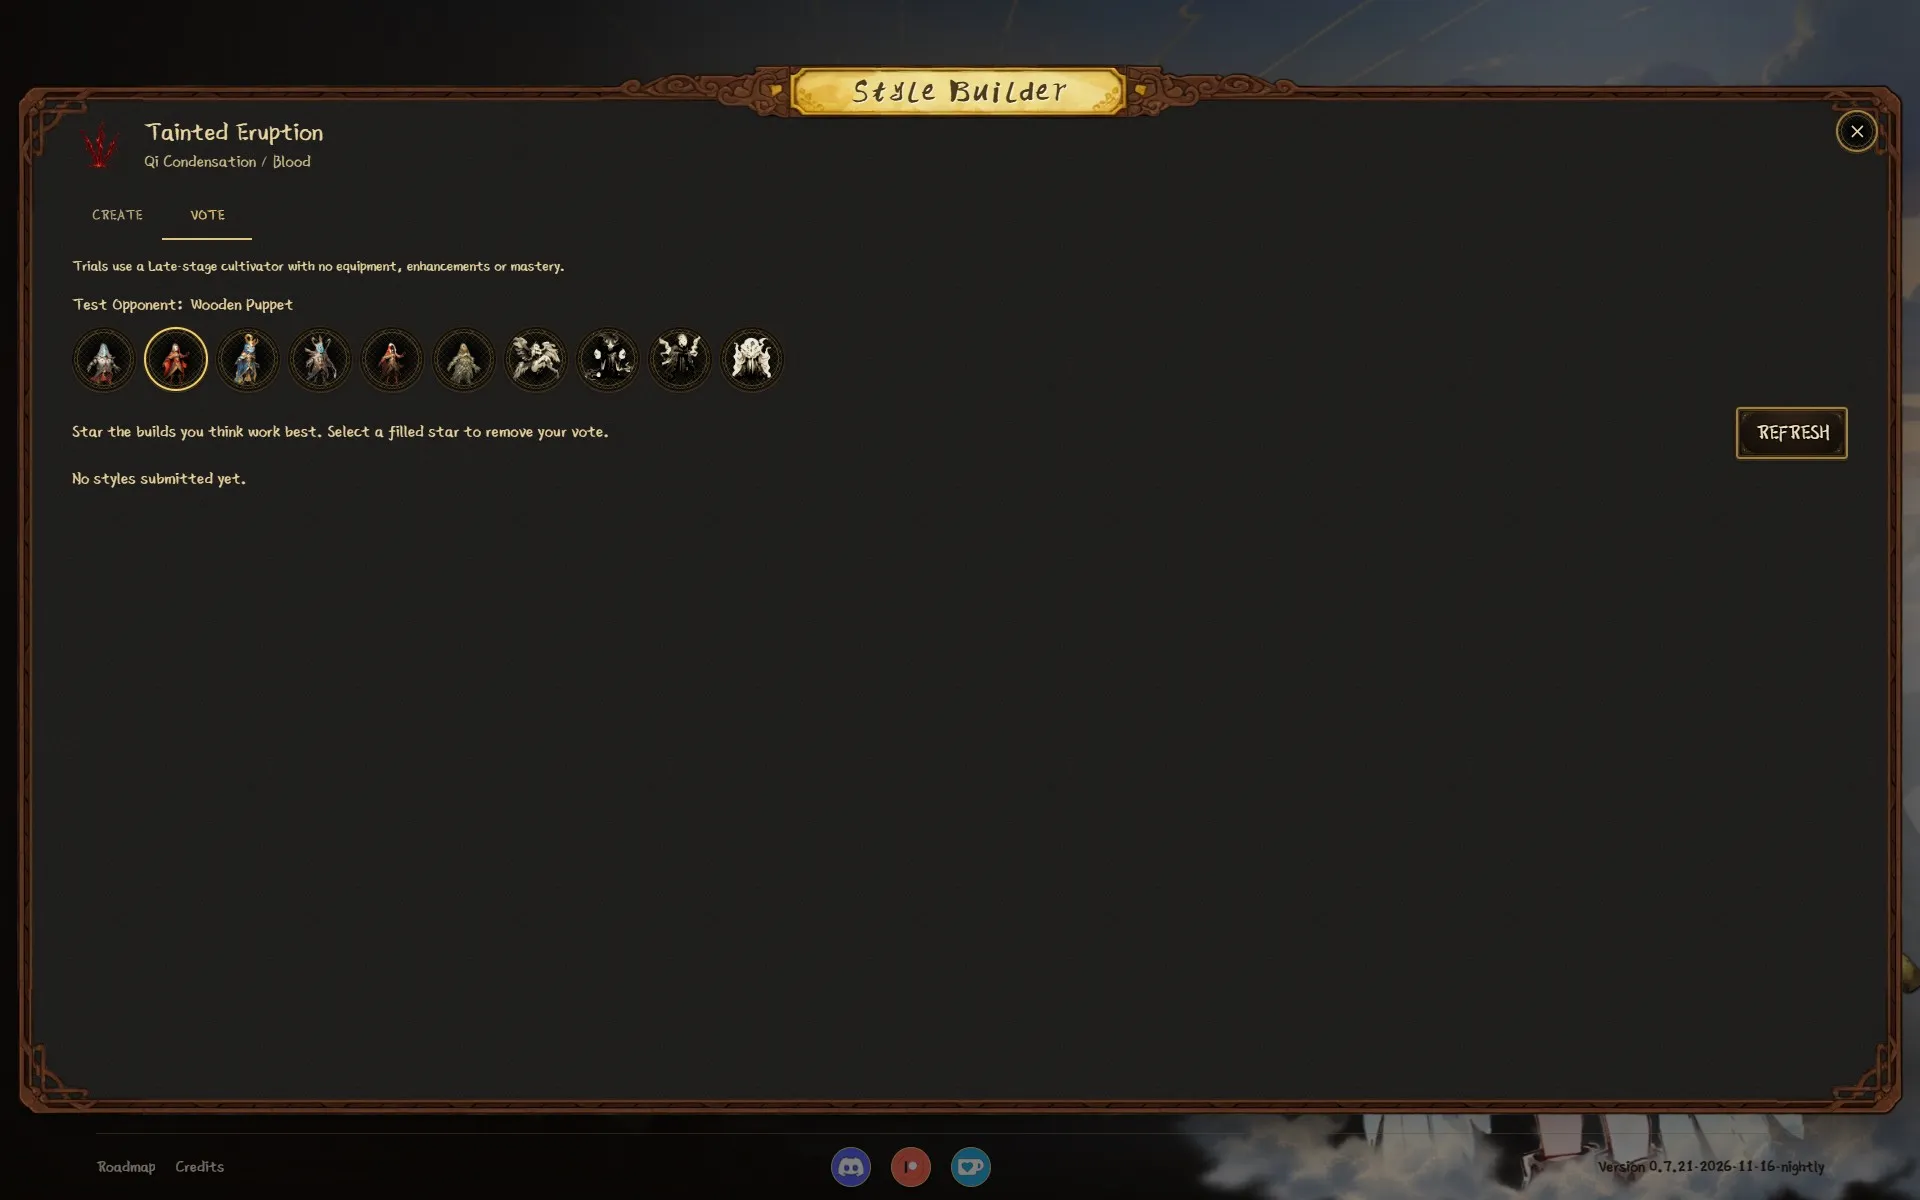 Style Builder
Tainted Eruption
Qi Condensation / Blood
CREATE VOTE
Trials use a Late-stage cultivator with no equipment, enhancements or mastery.
Test Opponent: Wooden Puppet
Star the builds you think work best. Select a filled star to remove your vote.
REFRESH
No styles submitted yet.
Roadmap Credits
Version 0.7.21-2026-11-16-nightly